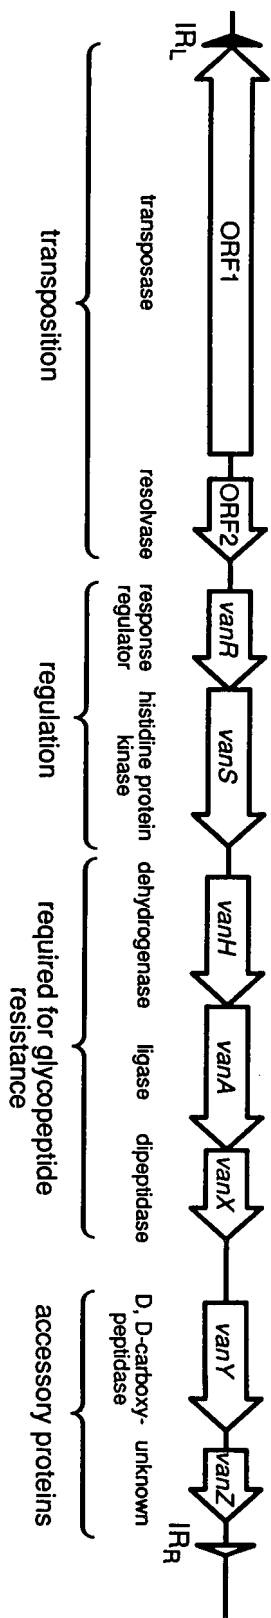 IRL
ORF1
ORF2
vanR
vanS
vanH
vanA
vanX
vanY
vanZ
IRR
transposase
resolvase
response
regulator
histidine protein
kinase
dehydrogenase
ligase
dipeptidase
D, D-carboxy-
peptidase
unknown
transposition
regulation
required for glycopeptide
resistance
accessory proteins